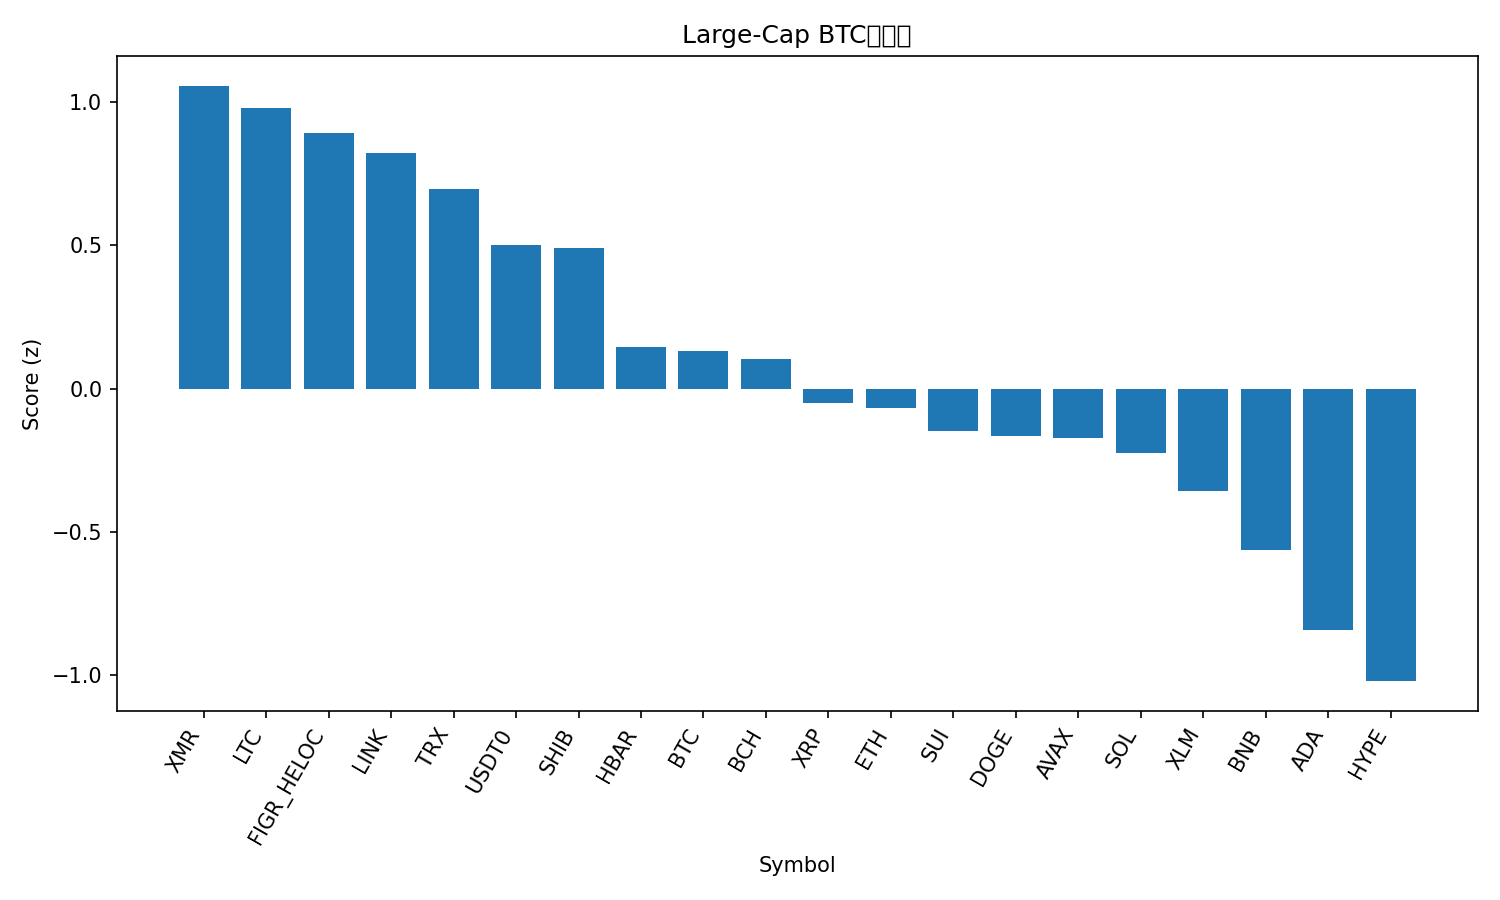 Large-Cap BTC
Score (z)
1.0
0.5
0.0
−0.5
−1.0
XMR
LTC
FIGR_HELOC
LINK
TRX
USDT0
SHIB
HBAR
BTC
BCH
XRP
ETH
SUI
DOGE
AVAX
SOL
XLM
BNB
ADA
HYPE
Symbol